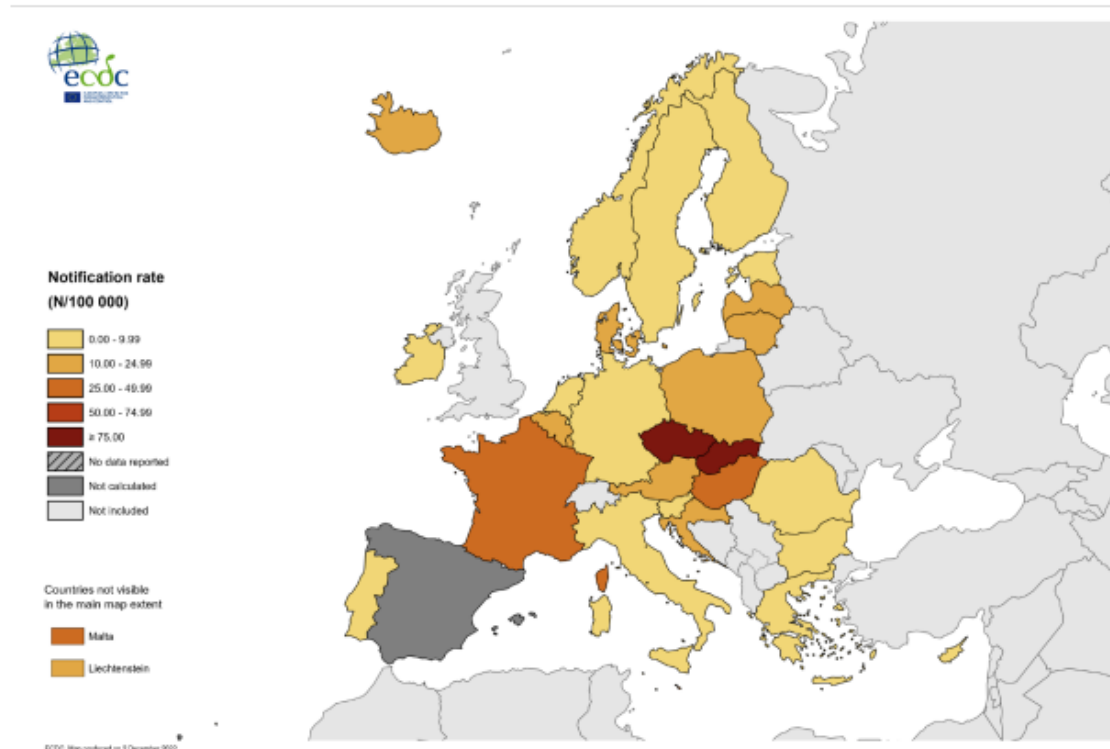 ecdc
Notification rate
(N/100 000)
0.00 - 9.99
10.00 - 24.99
25.00 - 49.99
50.00 - 74.99
≥ 75.00
No data reported
Not calculated
Not included
Countries not visible
in the main map extent
Malta
Liechtenstein